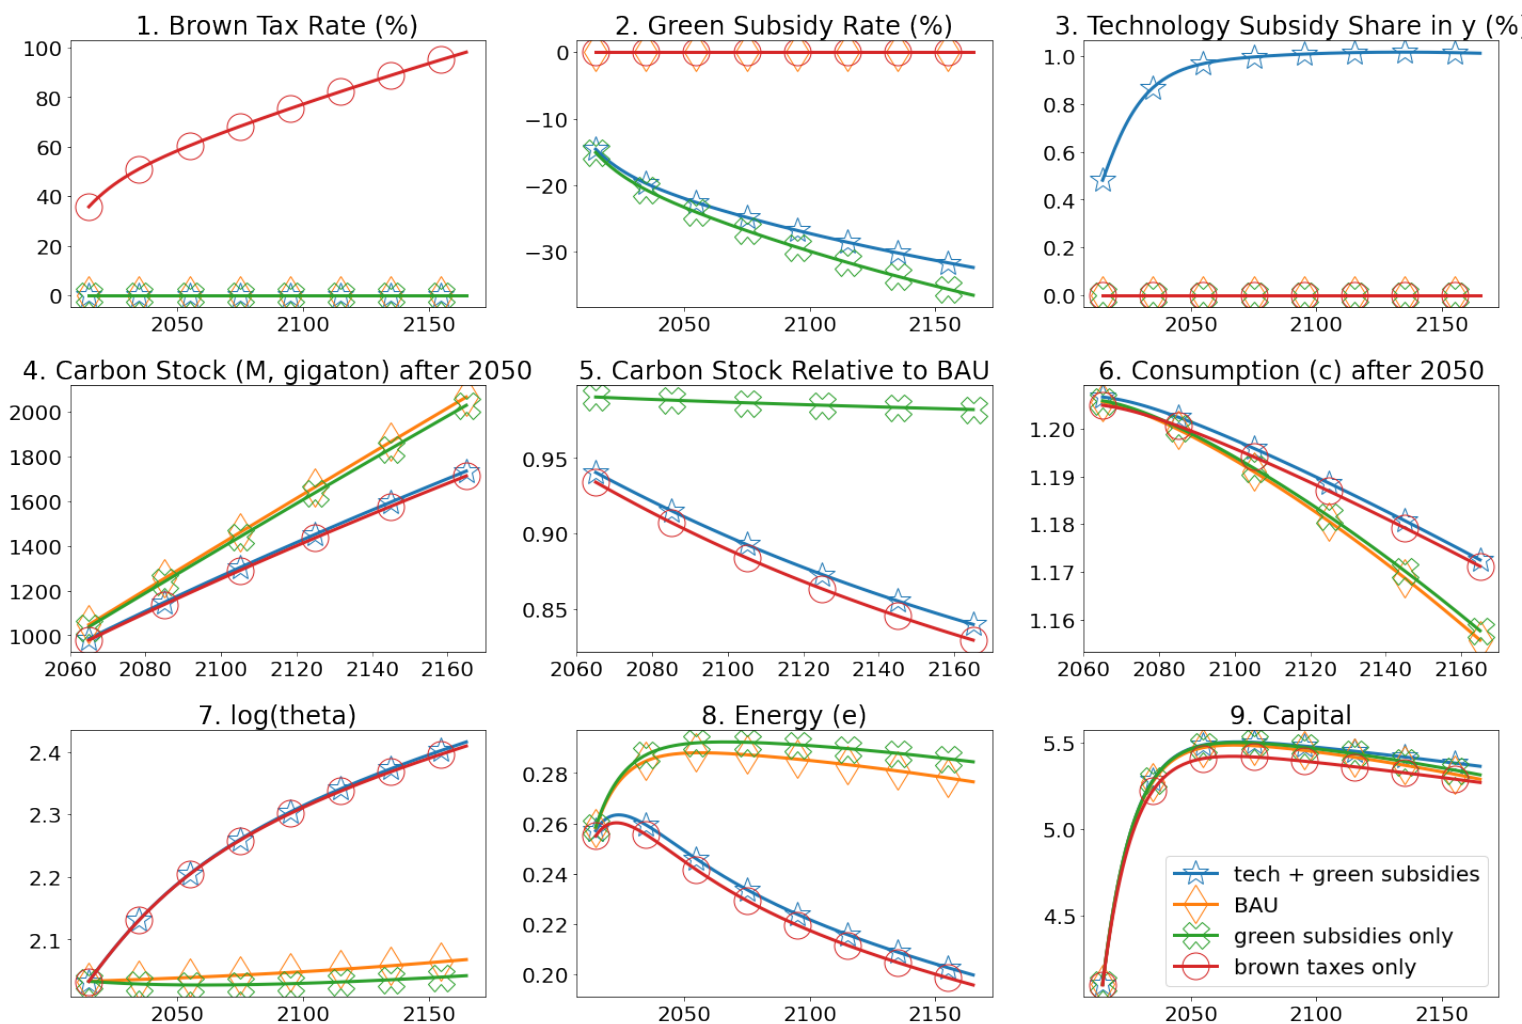 1. Brown Tax Rate (%)
100
80
60
40
20
0
2050 2100 2150
2. Green Subsidy Rate (%)
0
−10
−20
−30
2050 2100 2150
3. Technology Subsidy Share in y (%)
1.0
0.8
0.6
0.4
0.2
0.0
2050 2100 2150
4. Carbon Stock (M, gigaton) after 2050
2000
1800
1600
1400
1200
1000
2060 2080 2100 2120 2140 2160
5. Carbon Stock Relative to BAU
0.95
0.90
0.85
2060 2080 2100 2120 2140 2160
6. Consumption (c) after 2050
1.20
1.19
1.18
1.17
1.16
2060 2080 2100 2120 2140 2160
7. log(theta)
2.4
2.3
2.2
2.1
2050 2100 2150
8. Energy (e)
0.28
0.26
0.24
0.22
0.20
2050 2100 2150
9. Capital
5.5
5.0
4.5
tech + green subsidies
BAU
green subsidies only
brown taxes only
2050 2100 2150